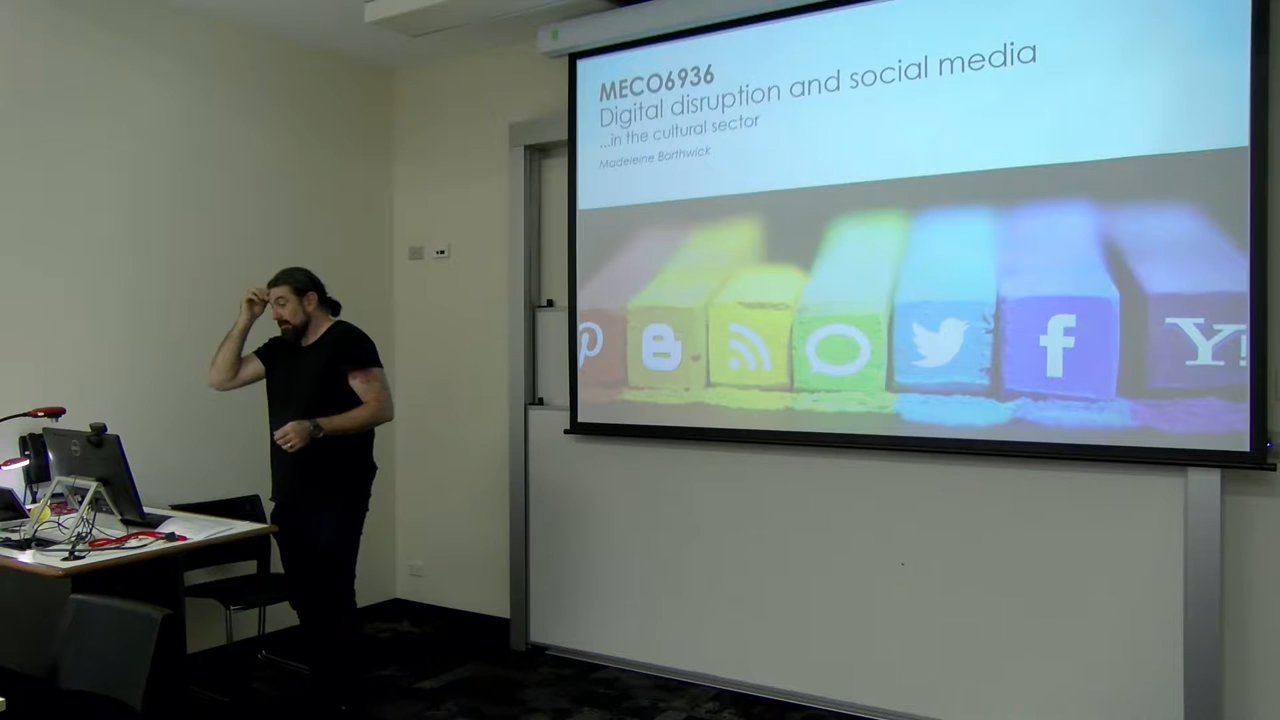 MECO6936
Digital disruption and social media
...in the cultural sector
Madeleine Borthwick
Y!